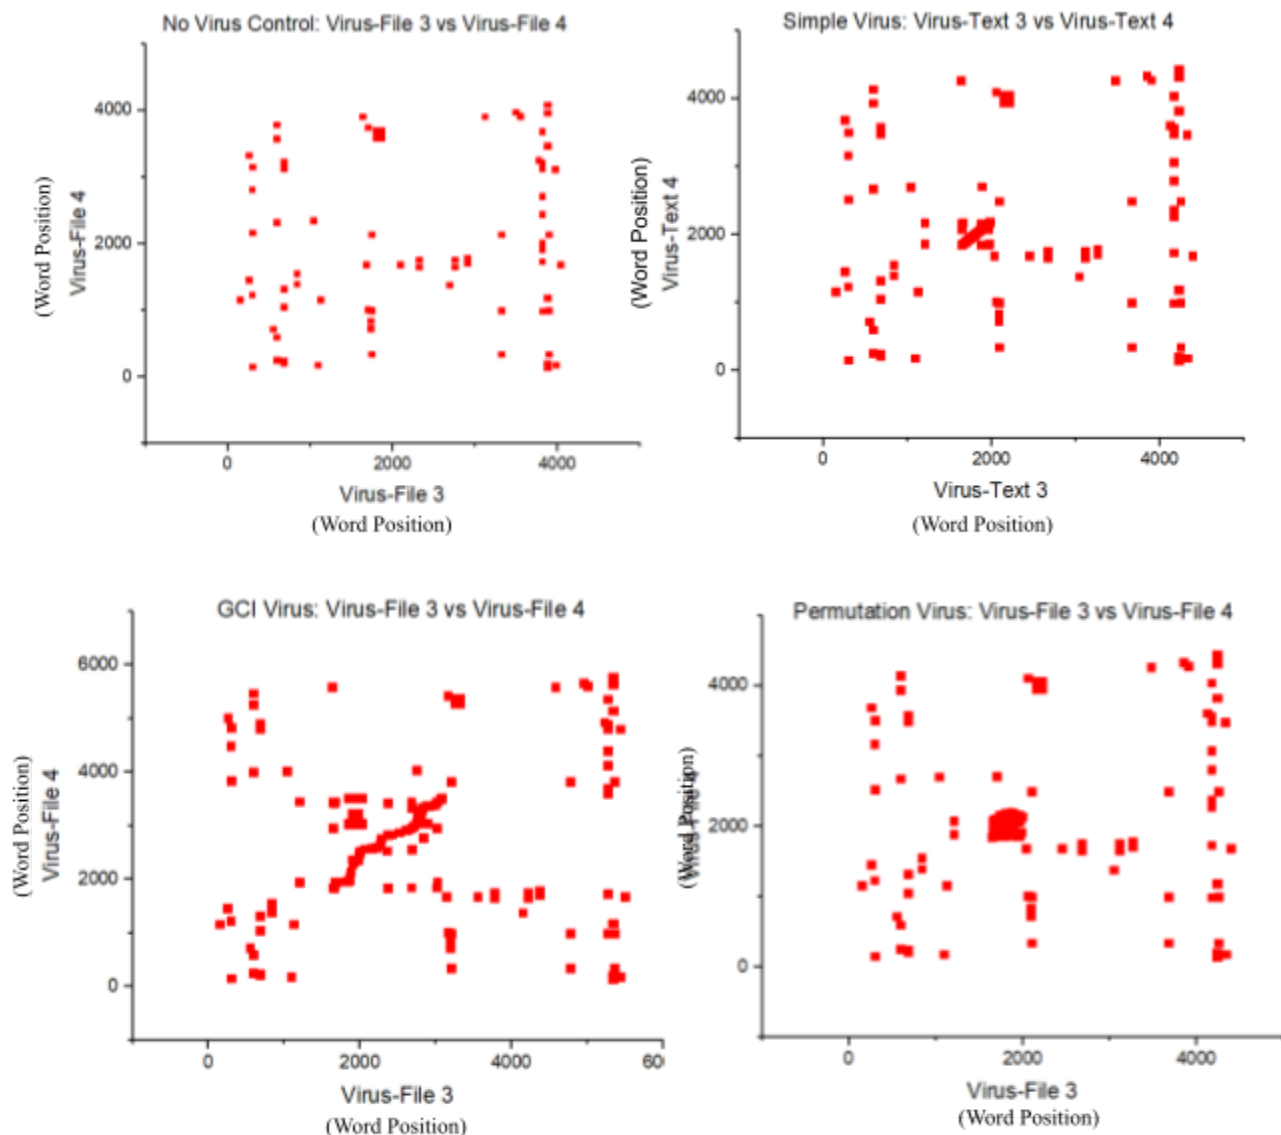 No Virus Control: Virus-File 3 vs Virus-File 4
4000
2000
0
(Word Position)
Virus-File 4
0
2000
4000
Virus-File 3
(Word Position)
Simple Virus: Virus-Text 3 vs Virus-Text 4
4000
2000
0
(Word Position)
Virus-Text 4
0
2000
4000
Virus-Text 3
(Word Position)
GCI Virus: Virus-File 3 vs Virus-File 4
6000
4000
2000
0
(Word Position)
Virus-File 4
0
2000
4000
Virus-File 3
(Word Position)
Permutation Virus: Virus-File 3 vs Virus-File 4
4000
2000
0
(Word Position)
0
2000
4000
Virus-File 3
(Word Position)